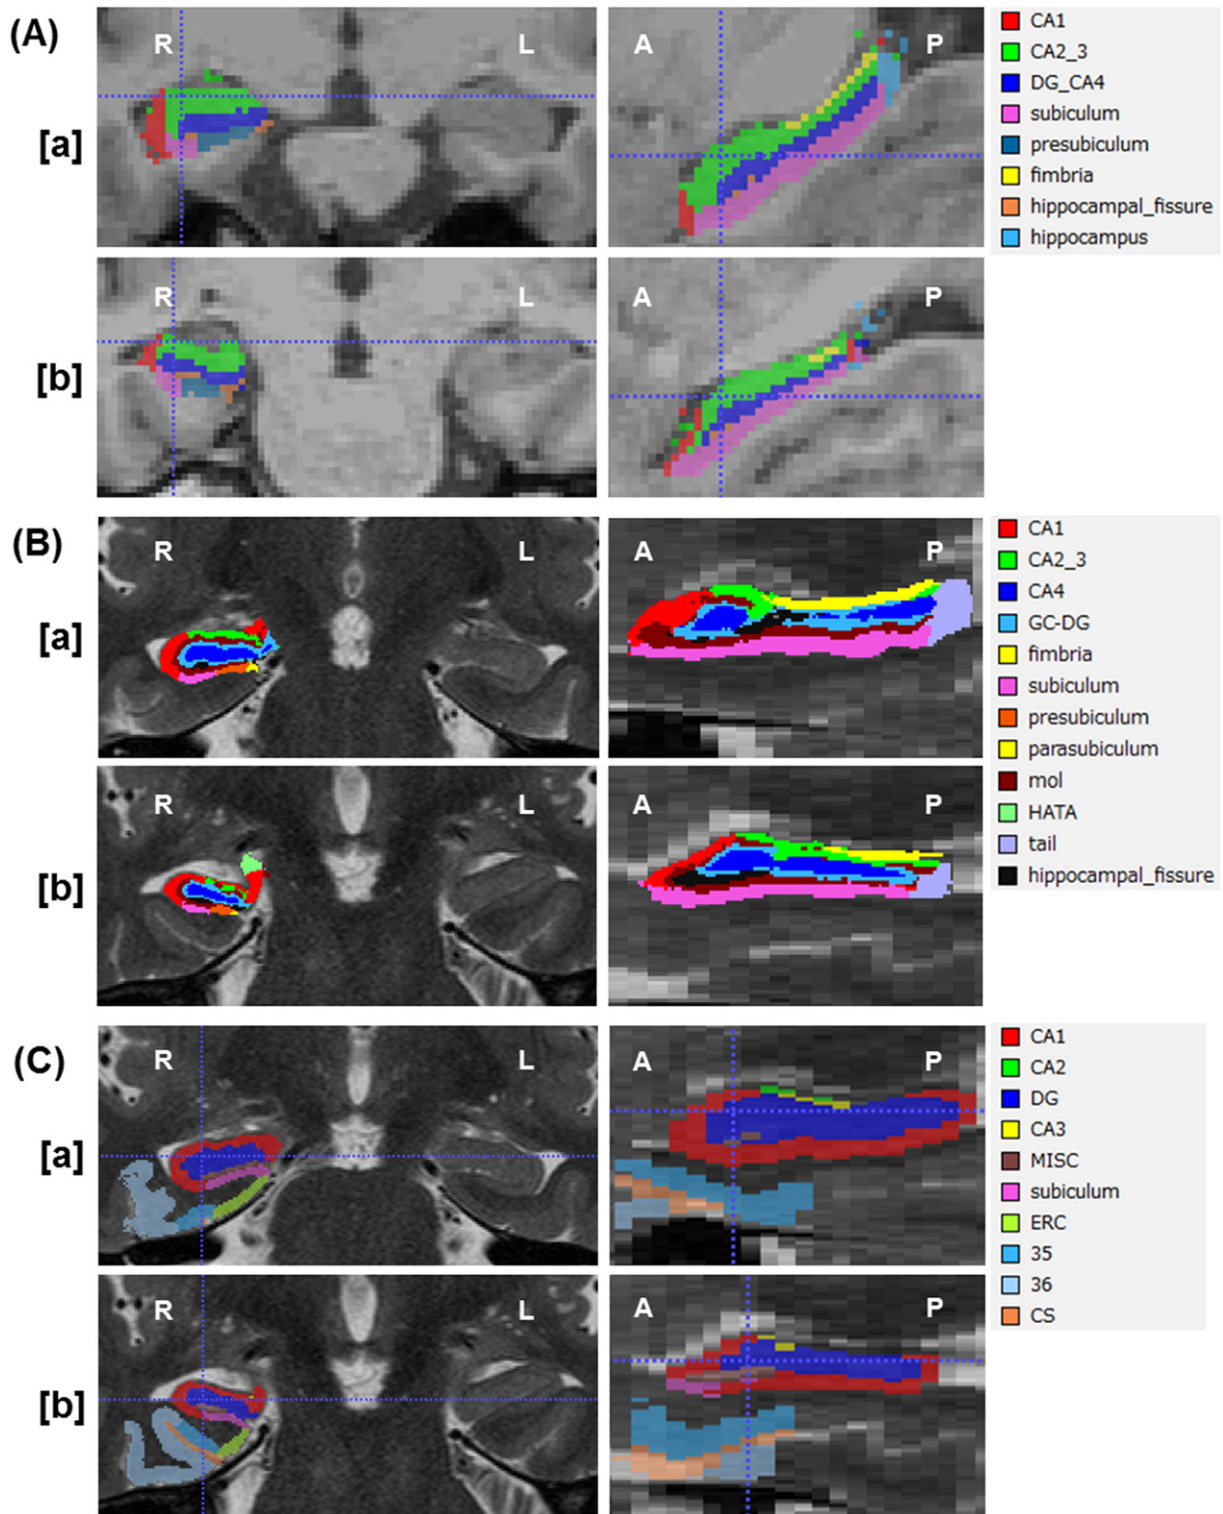 (A)
[a]
R
L
A
P
CA1
CA2_3
DG_CA4
subiculum
presubiculum
fimbria
hippocampal_fissure
hippocampus
[b]
R
L
A
P
(B)
[a]
R
L
A
P
CA1
CA2_3
CA4
GC-DG
fimbria
subiculum
presubiculum
parasubiculum
mol
HATA
tail
hippocampal_fissure
[b]
R
L
A
P
(C)
[a]
R
L
A
P
CA1
CA2
DG
CA3
MISC
subiculum
ERC
35
36
CS
[b]
R
L
A
P